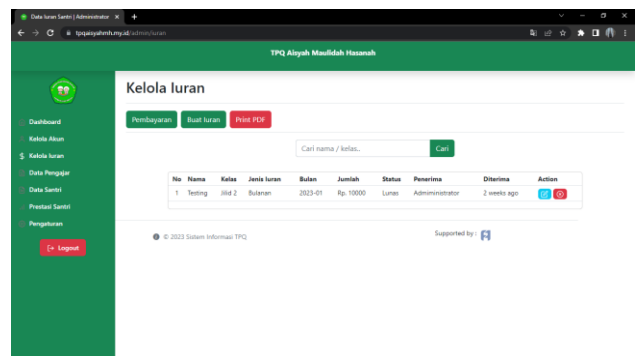 Data Iuran Santri | Administrator
tpqaisyahmh.my.id/admin/iuran
TPQ Aisyah Maulidah Hasanah
Kelola Iuran
Pembayaran Buat Iuran Print PDF
Dashboard
Kelola Akun
$ Kelola Iuran
Data Pengajar
Data Santri
Prestasi Santri
Pengaturan
Logout
Cari nama / kelas.. Cari
No Nama Kelas Jenis Iuran Bulan Jumlah Status Penerima Diterima Action
1 Testing Jilid 2 Bulanan 2023-01 Rp. 10000 Lunas Admiministrator 2 weeks ago
© 2023 Sistem Informasi TPQ
Supported by :